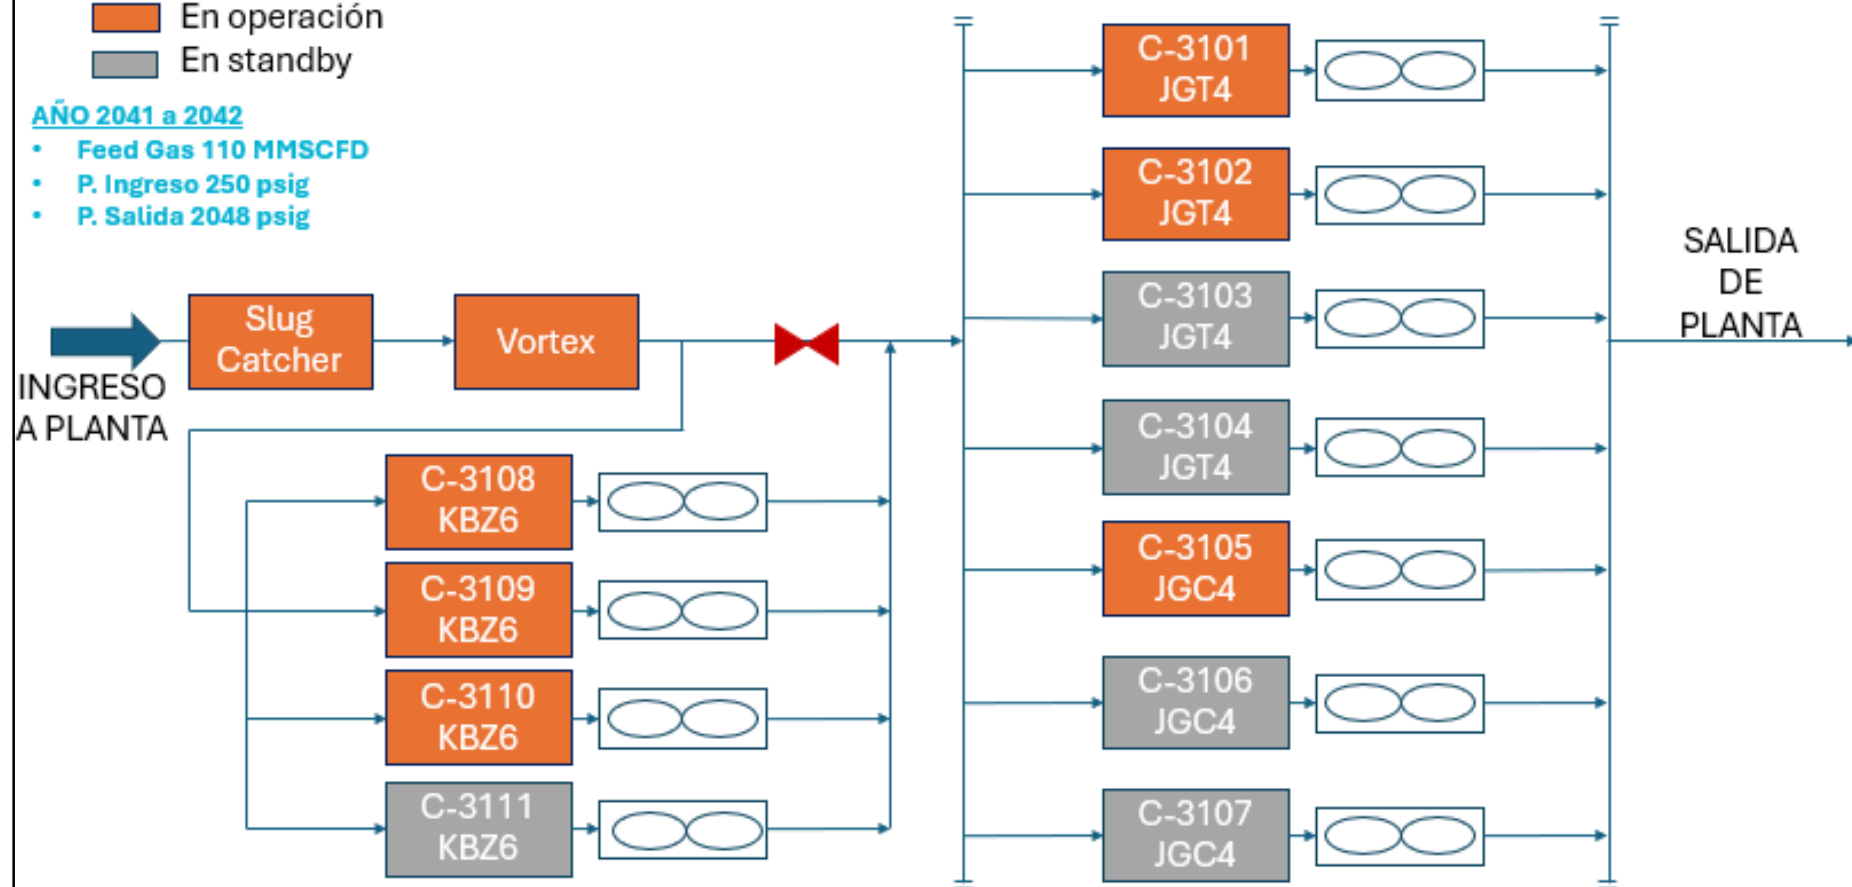 En operación
En standby
AÑO 2041 a 2042
• Feed Gas 110 MMSCFD
• P. Ingreso 250 psig
• P. Salida 2048 psig
INGRESO
A PLANTA
Slug
Catcher
Vortex
C-3108
KBZ6
C-3109
KBZ6
C-3110
KBZ6
C-3111
KBZ6
C-3101
JGT4
C-3102
JGT4
C-3103
JGT4
C-3104
JGT4
C-3105
JGC4
C-3106
JGC4
C-3107
JGC4
SALIDA
DE
PLANTA